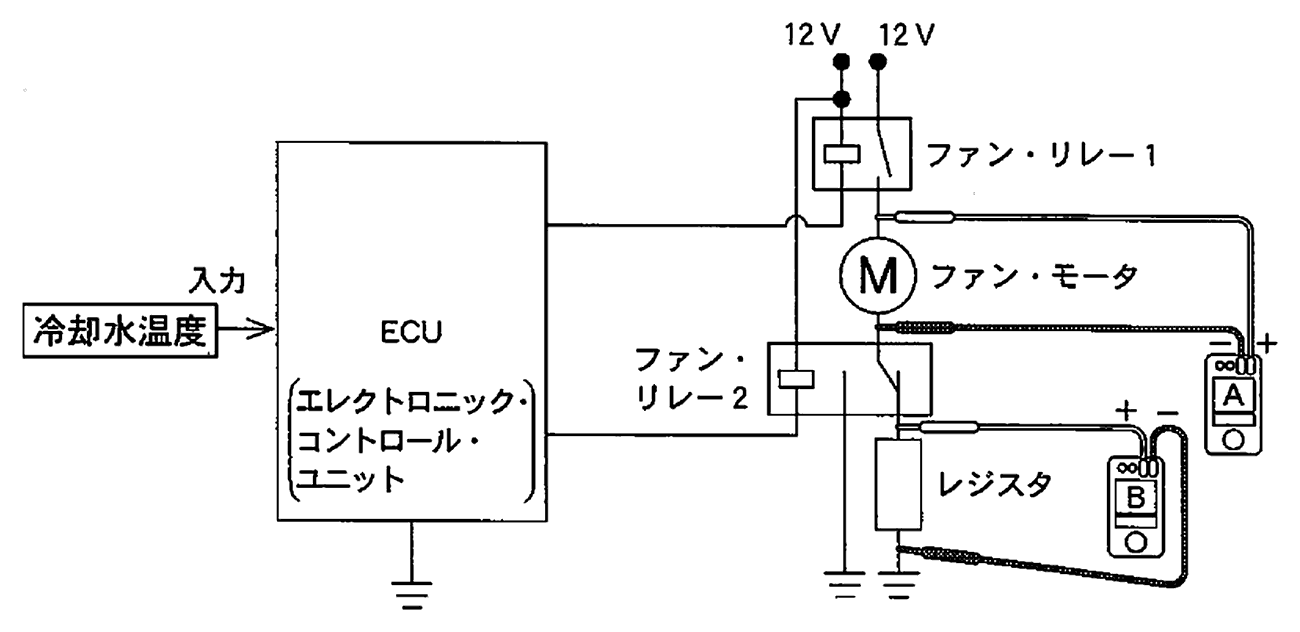 12V 12V
ファン・リレー1
入力
冷却水温度
ECU
(エレクトロニック・
コントロール・
ユニット)
M ファン・モータ
ファン・
リレー2
- +
A
+ -
B
レジスタ